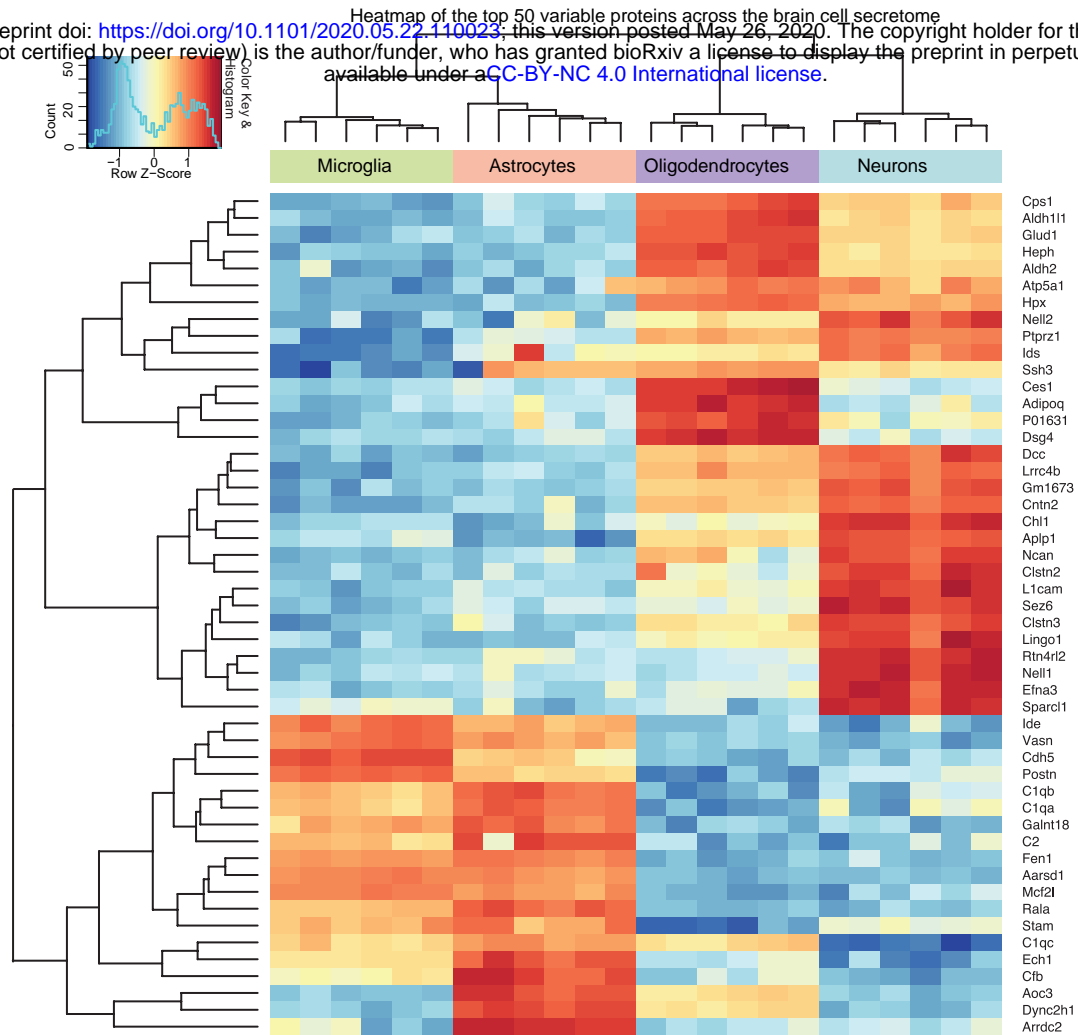 Heatmap of the top 50 variable proteins across the brain cell secretome
eprint doi: https://doi.org/10.1101/2020.05.22.110023; this version posted May 26, 2020. The copyright holder for th
ot certified by peer review) is the author/funder, who has granted bioRxiv a license to display the preprint in perpetu
available under aCC-BY-NC 4.0 International license.
Color Key &
Histogram
Count
0 20 50
−1 0 1
Row Z−Score
Microglia Astrocytes Oligodendrocytes Neurons
Cps1
Aldh1l1
Glud1
Heph
Aldh2
Atp5a1
Hpx
Nell2
Ptprz1
Ids
Ssh3
Ces1
Adipoq
P01631
Dsg4
Dcc
Lrrc4b
Gm1673
Cntn2
Chl1
Aplp1
Ncan
Clstn2
L1cam
Sez6
Clstn3
Lingo1
Rtn4rl2
Nell1
Efna3
Sparcl1
Ide
Vasn
Cdh5
Postn
C1qb
C1qa
Galnt18
C2
Fen1
Aarsd1
Mcf2l
Rala
Stam
C1qc
Ech1
Cfb
Aoc3
Dync2h1
Arrdc2